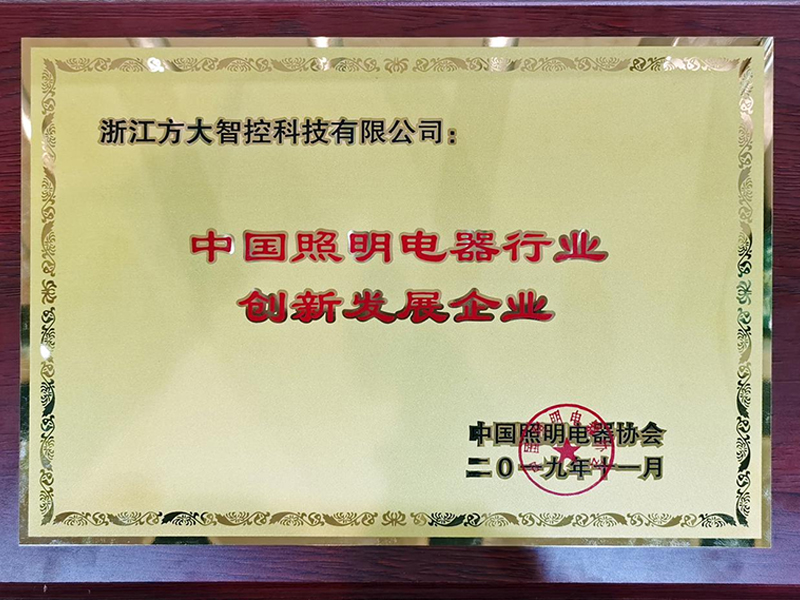 浙江方大智控科技有限公司：
中国照明电器行业
创新发展企业
中国照明电器协会
二〇一九年十一月